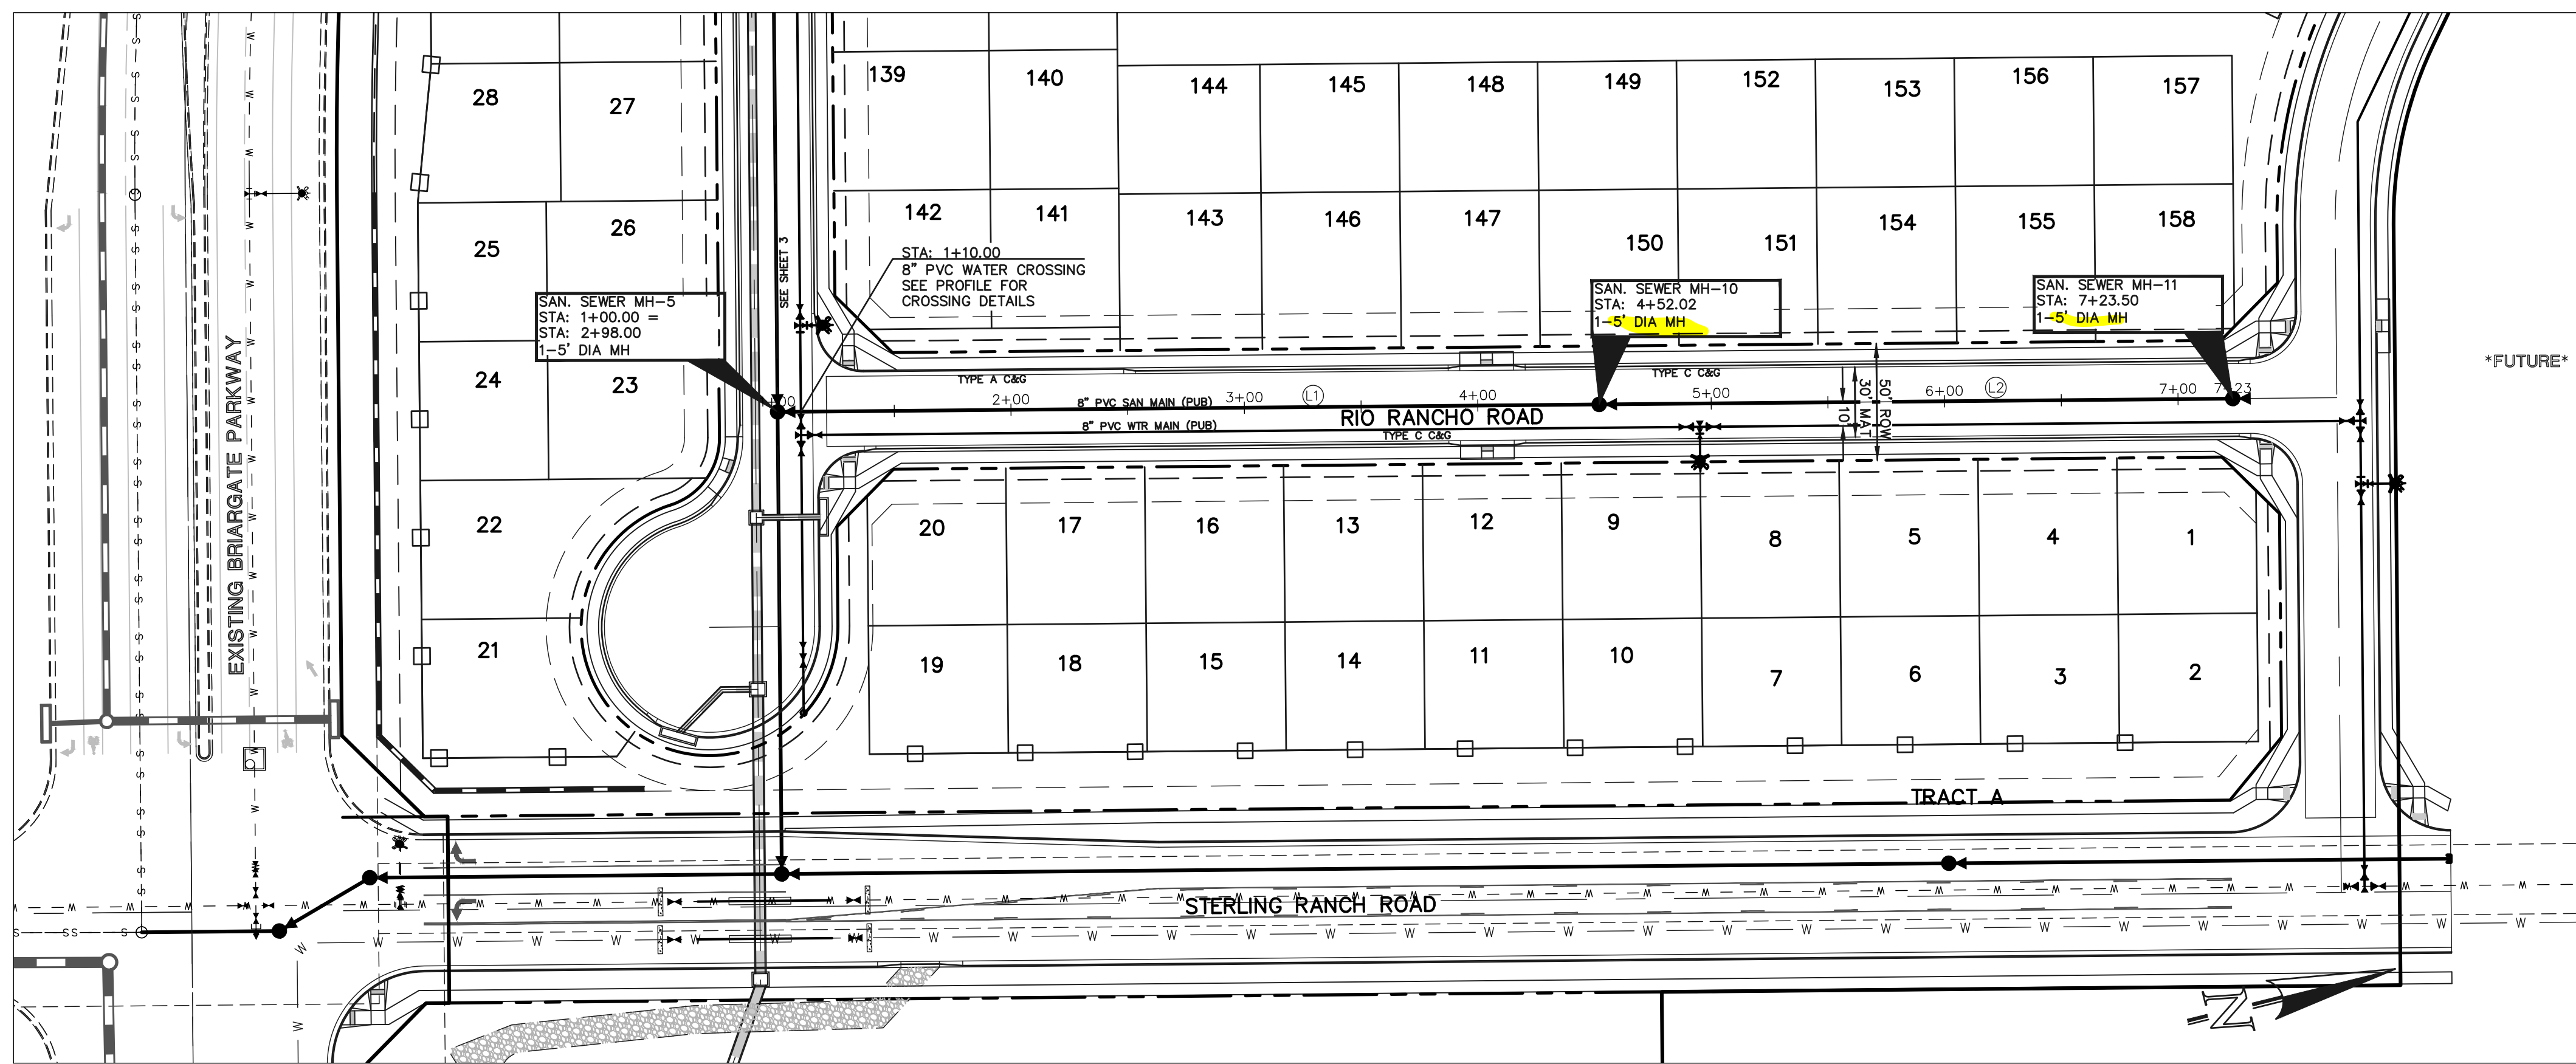 28
27
139
140
144
145
148
149
152
153
156
157
25
26
142
141
143
146
147
150
151
154
155
158
SEE SHEET 3
STA: 1+10.00
8" PVC WATER CROSSING
SEE PROFILE FOR
CROSSING DETAILS
SAN. SEWER MH-5
STA: 1+00.00 =
STA: 2+98.00
1-5' DIA MH
SAN. SEWER MH-10
STA: 4+52.02
1-5' DIA MH
SAN. SEWER MH-11
STA: 7+23.50
1-5' DIA MH
*FUTURE*
EXISTING BRIARGATE PARKWAY
24
23
TYPE A C&G
TYPE C C&G
2+00
8" PVC SAN MAIN (PUB)
3+00
L1
4+00
5+00
6+00
L2
7+00
RIO RANCHO ROAD
8" PVC WTR MAIN (PUB)
TYPE C C&G
10'
30' MAT
50' ROW
22
20
17
16
13
12
9
8
5
4
1
21
19
18
15
14
11
10
7
6
3
2
TRACT A
STERLING RANCH ROAD
S
SS
S
W W W W W W W W W W
N